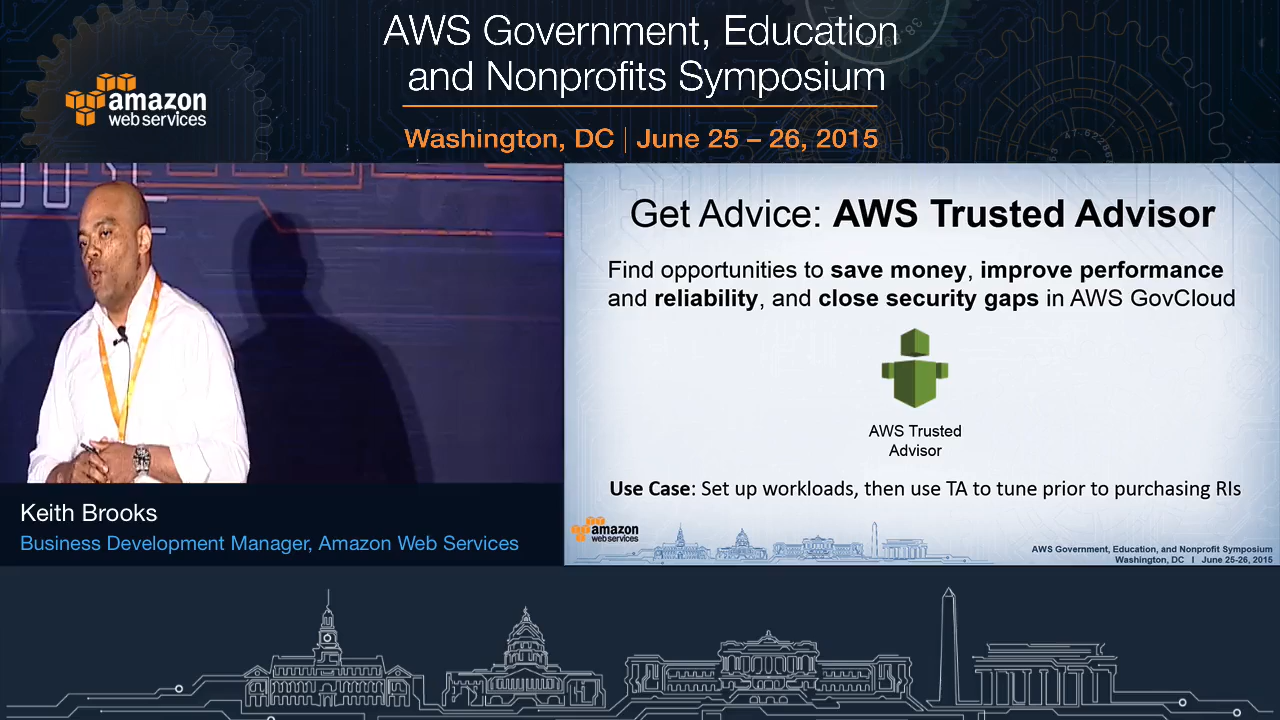 AWS Government, Education
and Nonprofits Symposium
amazon
web services
Washington, DC | June 25 – 26, 2015
Get Advice: AWS Trusted Advisor
Find opportunities to save money, improve performance
and reliability, and close security gaps in AWS GovCloud
AWS Trusted
Advisor
Use Case: Set up workloads, then use TA to tune prior to purchasing RIs
amazon
web services
AWS Government, Education, and Nonprofit Symposium
Washington, DC | June 25-26, 2015
Keith Brooks
Business Development Manager, Amazon Web Services